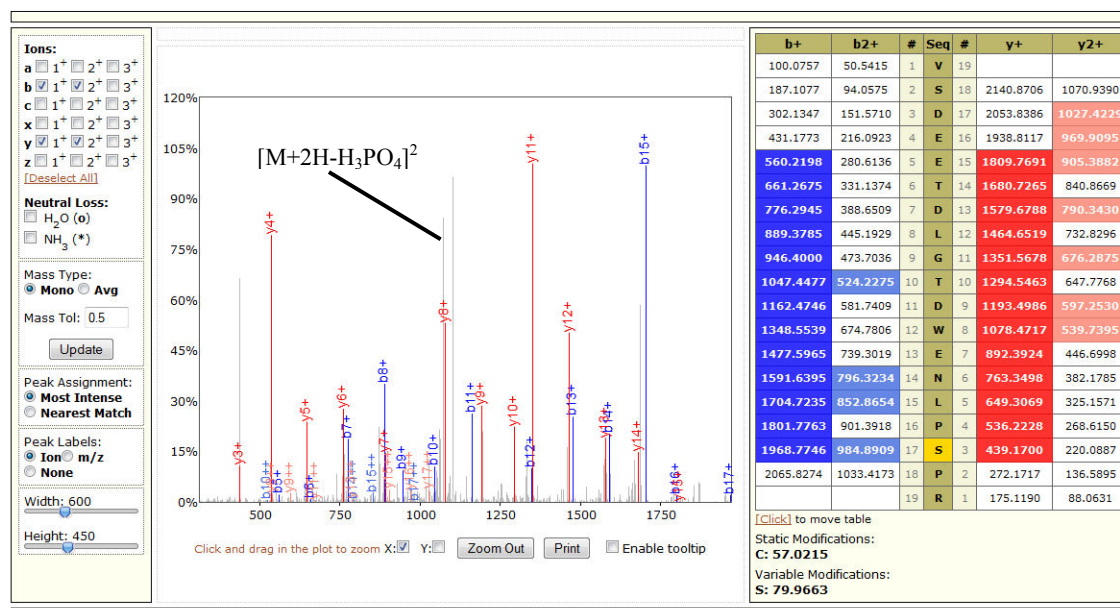 Ions:
a 1+ 2+ 3+
b 1+ 2+ 3+
c 1+ 2+ 3+
x 1+ 2+ 3+
y 1+ 2+ 3+
z 1+ 2+ 3+
[Deselect All]
Neutral Loss:
H2O (o)
NH3 (*)
Mass Type:
Mono Avg
Mass Tol: 0.5
Update
Peak Assignment:
Most Intense
Nearest Match
Peak Labels:
Ion m/z
None
Width: 600
Height: 450
[M+2H-H3PO4]2
120%
105%
90%
75%
60%
45%
30%
15%
0%
500 750 1000 1250 1500 1750
y3+
y4+
b5+
y5+
b6+
y6+
b7+
b8+
y7+
b9+
b10+
y8+
b11+
y9+
y10+
b12+
y11+
y12+
b13+
y13+
b14+
y14+
b15+
b16+
y15+
b17+
b10++
y9++
y11++
b14++
b15++
b17++
y17++
Click and drag in the plot to zoom X: Y: Zoom Out Print Enable tooltip
b+ b2+ # Seq # y+ y2+
100.0757 50.5415 1 V 19
187.1077 94.0575 2 S 18 2140.8706 1070.9390
302.1347 151.5710 3 D 17 2053.8386 1027.4229
431.1773 216.0923 4 E 16 1938.8117 969.9095
560.2198 280.6136 5 E 15 1809.7691 905.3882
661.2675 331.1374 6 T 14 1680.7265 840.8669
776.2945 388.6509 7 D 13 1579.6788 790.3430
889.3785 445.1929 8 L 12 1464.6519 732.8296
946.4000 473.7036 9 G 11 1351.5678 676.2875
1047.4477 524.2275 10 T 10 1294.5463 647.7768
1162.4746 581.7409 11 D 9 1193.4986 597.2530
1348.5539 674.7806 12 W 8 1078.4717 539.7395
1477.5965 739.3019 13 E 7 892.3924 446.6998
1591.6395 796.3234 14 N 6 763.3498 382.1785
1704.7235 852.8654 15 L 5 649.3069 325.1571
1801.7763 901.3918 16 P 4 536.2228 268.6150
1968.7746 984.8909 17 S 3 439.1700 220.0887
2065.8274 1033.4173 18 P 2 272.1717 136.5895
19 R 1 175.1190 88.0631
[Click] to move table
Static Modifications:
C: 57.0215
Variable Modifications:
S: 79.9663